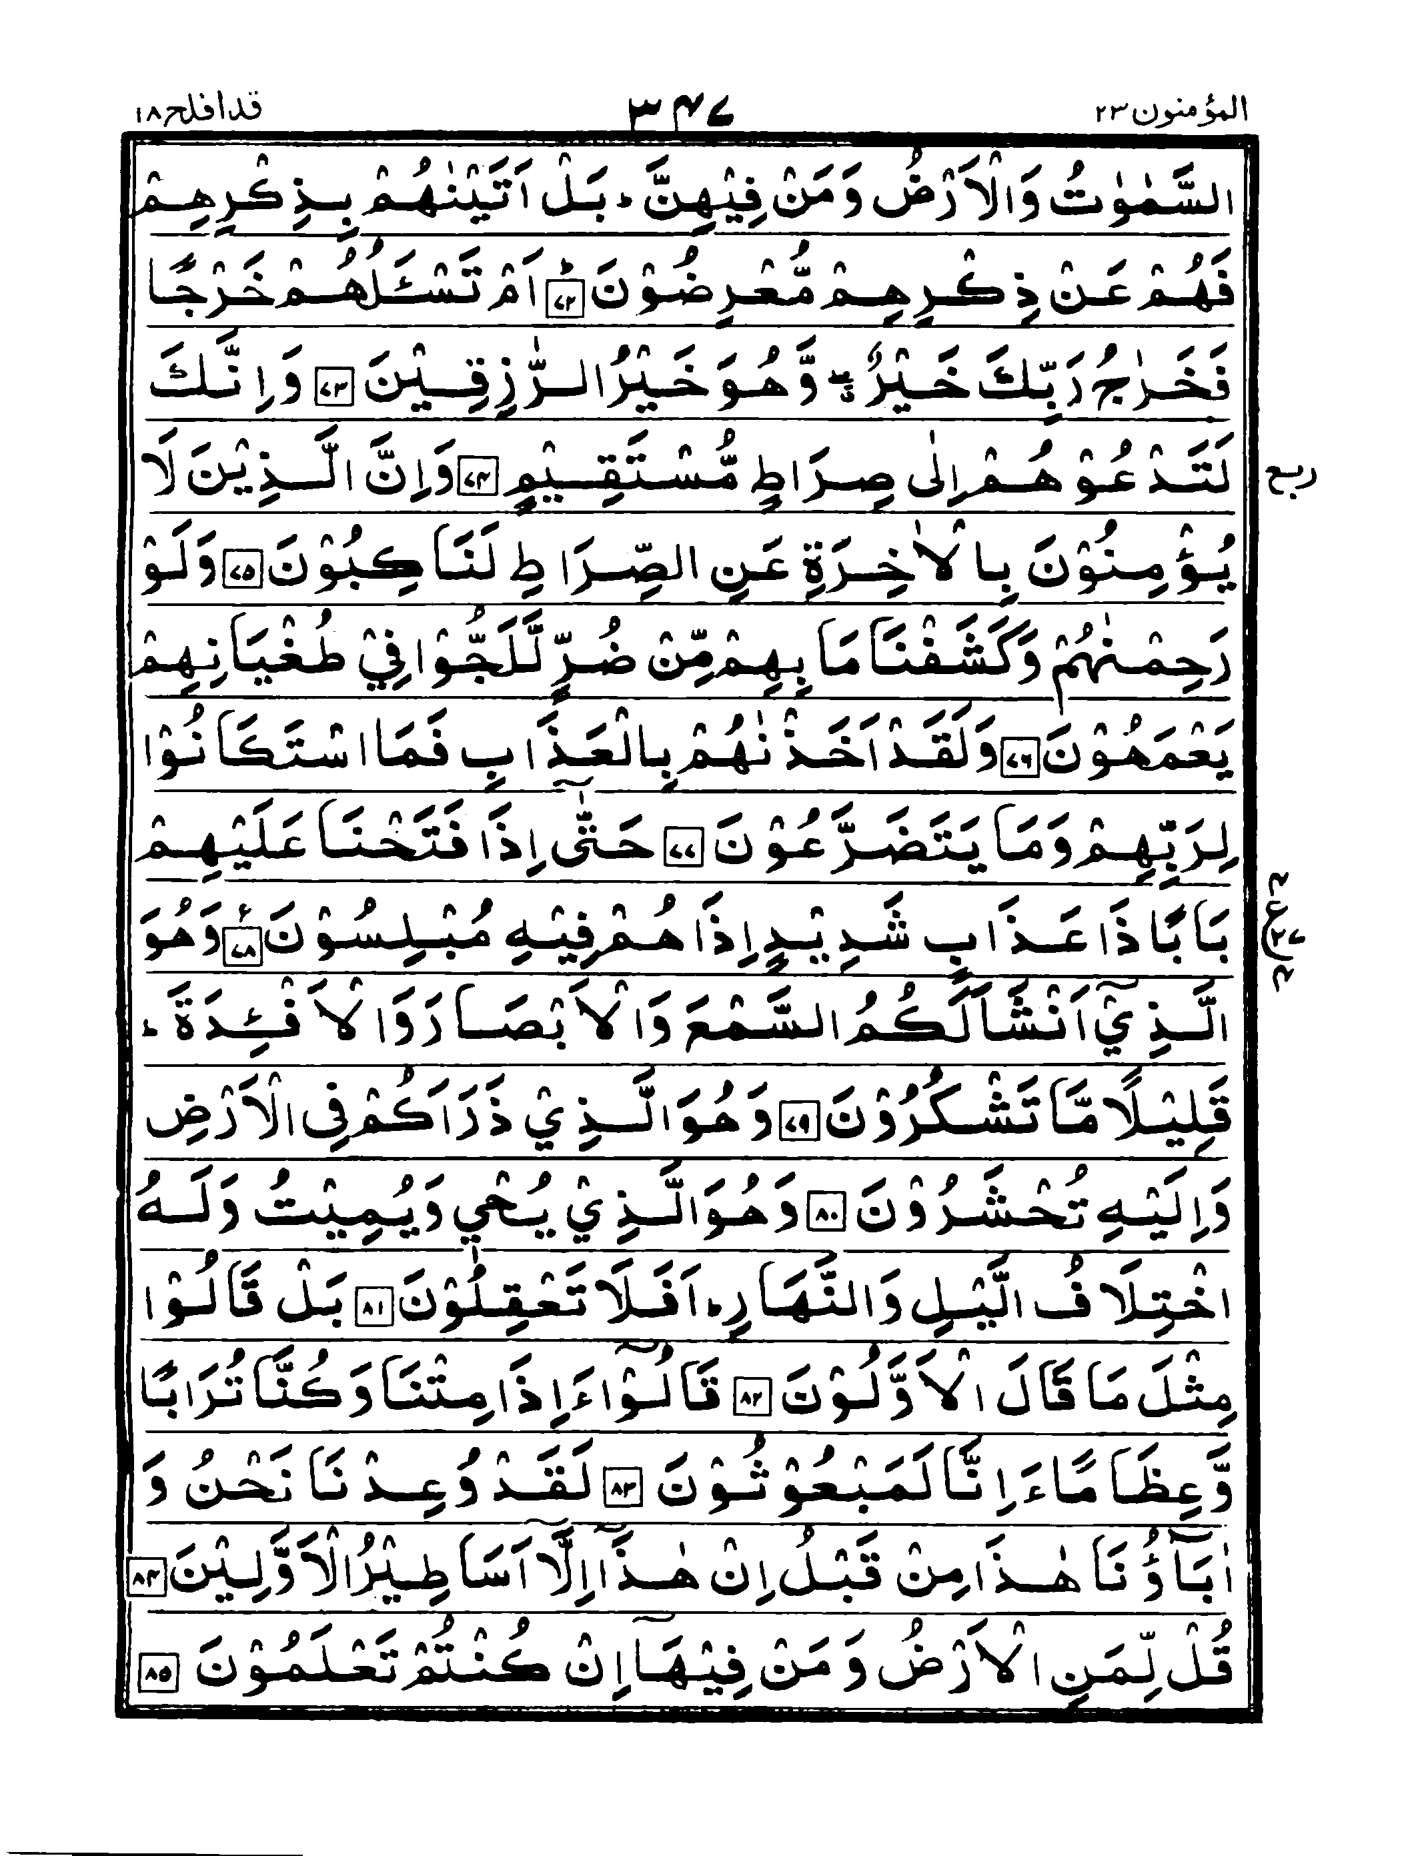 المؤمنون ٢٣ ٣٤٧ قد افلح ١٨
السَّمٰوٰتُ وَالْاَرْضُ وَمَنْ فِيْهِنَّ ؕ بَلْ اَتَيْنٰهُمْ بِذِكْرِهِمْ
فَهُمْ عَنْ ذِكْرِهِمْ مُّعْرِضُوْنَ ؕ ٧٢ اَمْ تَسْـَٔلُهُمْ خَرْجًا
فَخَرٰجُ رَبِّكَ خَيْرٌ ۖۗ وَّهُوَ خَيْرُ الرّٰزِقِيْنَ ٧٣ وَاِنَّكَ
لَتَدْعُوْهُمْ اِلٰى صِرَاطٍ مُّسْتَقِيْمٍ ٧٤ وَاِنَّ الَّذِيْنَ لَا
ربع
يُؤْمِنُوْنَ بِالْاٰخِرَةِ عَنِ الصِّرَاطِ لَنَاكِبُوْنَ ٧٥ وَلَوْ
رَحِمْنٰهُمْ وَكَشَفْنَا مَا بِهِمْ مِّنْ ضُرٍّ لَّلَجُّوْا فِيْ طُغْيَانِهِمْ
يَعْمَهُوْنَ ٧٦ وَلَقَدْ اَخَذْنٰهُمْ بِالْعَذَابِ فَمَا اسْتَكَانُوْا
لِرَبِّهِمْ وَمَا يَتَضَرَّعُوْنَ ٧٧ حَتّٰٓى اِذَا فَتَحْنَا عَلَيْهِمْ
بَابًا ذَا عَذَابٍ شَدِيْدٍ اِذَا هُمْ فِيْهِ مُبْلِسُوْنَ ٧٨ وَهُوَ
الَّذِيْٓ اَنْشَاَ لَكُمُ السَّمْعَ وَالْاَبْصَارَ وَالْاَفْـِٕدَةَ ؕ
قَلِيْلًا مَّا تَشْكُرُوْنَ ٧٩ وَهُوَ الَّذِيْ ذَرَاَكُمْ فِى الْاَرْضِ
وَاِلَيْهِ تُحْشَرُوْنَ ٨٠ وَهُوَ الَّذِيْ يُحْيٖ وَيُمِيْتُ وَلَهُ
اخْتِلَافُ الَّيْلِ وَالنَّهَارِ ؕ اَفَلَا تَعْقِلُوْنَ ٨١ بَلْ قَالُوْا
مِثْلَ مَا قَالَ الْاَوَّلُوْنَ ٨٢ قَالُوْٓا ءَاِذَا مِتْنَا وَكُنَّا تُرَابًا
وَّعِظَامًا ءَاِنَّا لَمَبْعُوْثُوْنَ ٨٣ لَقَدْ وُعِدْنَا نَحْنُ وَ
اٰبَآؤُنَا هٰذَا مِنْ قَبْلُ اِنْ هٰذَآ اِلَّآ اَسَاطِيْرُ الْاَوَّلِيْنَ ٨٤
قُلْ لِّمَنِ الْاَرْضُ وَمَنْ فِيْهَآ اِنْ كُنْتُمْ تَعْلَمُوْنَ ٨٥